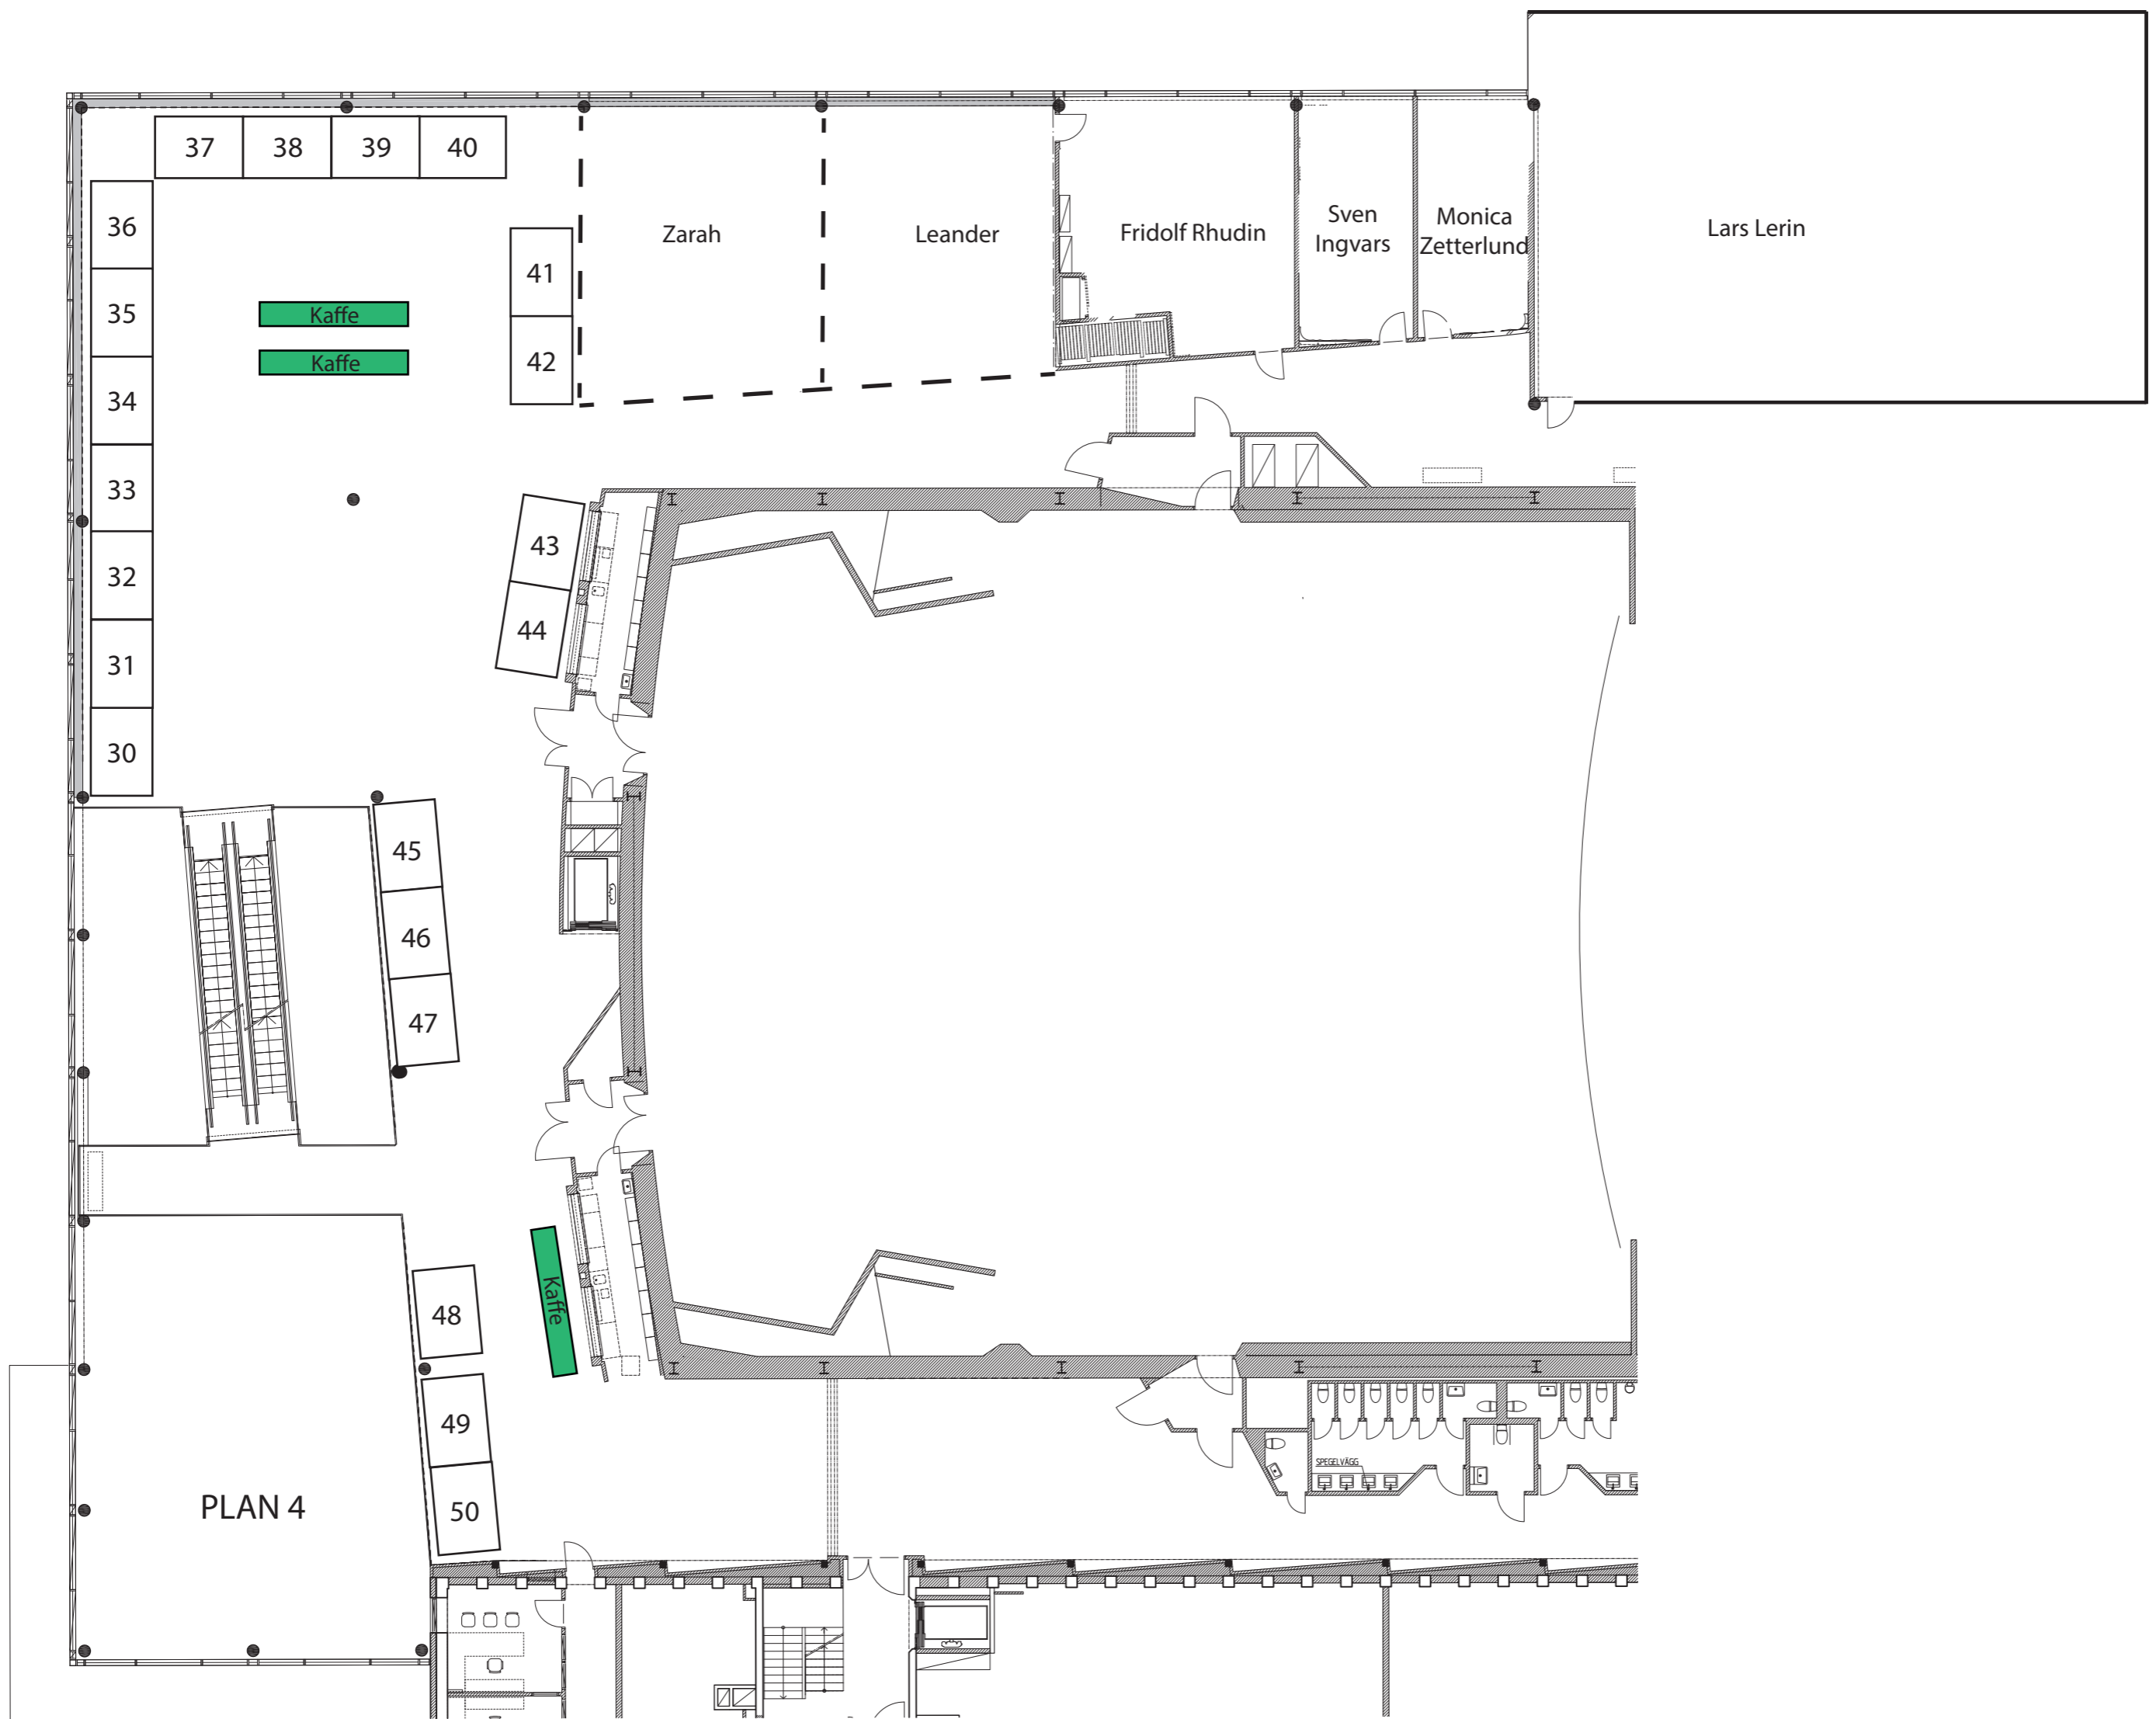 37 38 39 40
36
35
34
33
32
31
30
Kaffe
Kaffe
41
42
Zarah
Leander
Fridolf Rhudin
Sven
Ingvars
Monica
Zetterlund
Lars Lerin
43
44
45
46
47
48
49
50
Kaffe
SPEGELVÄGG
PLAN 4